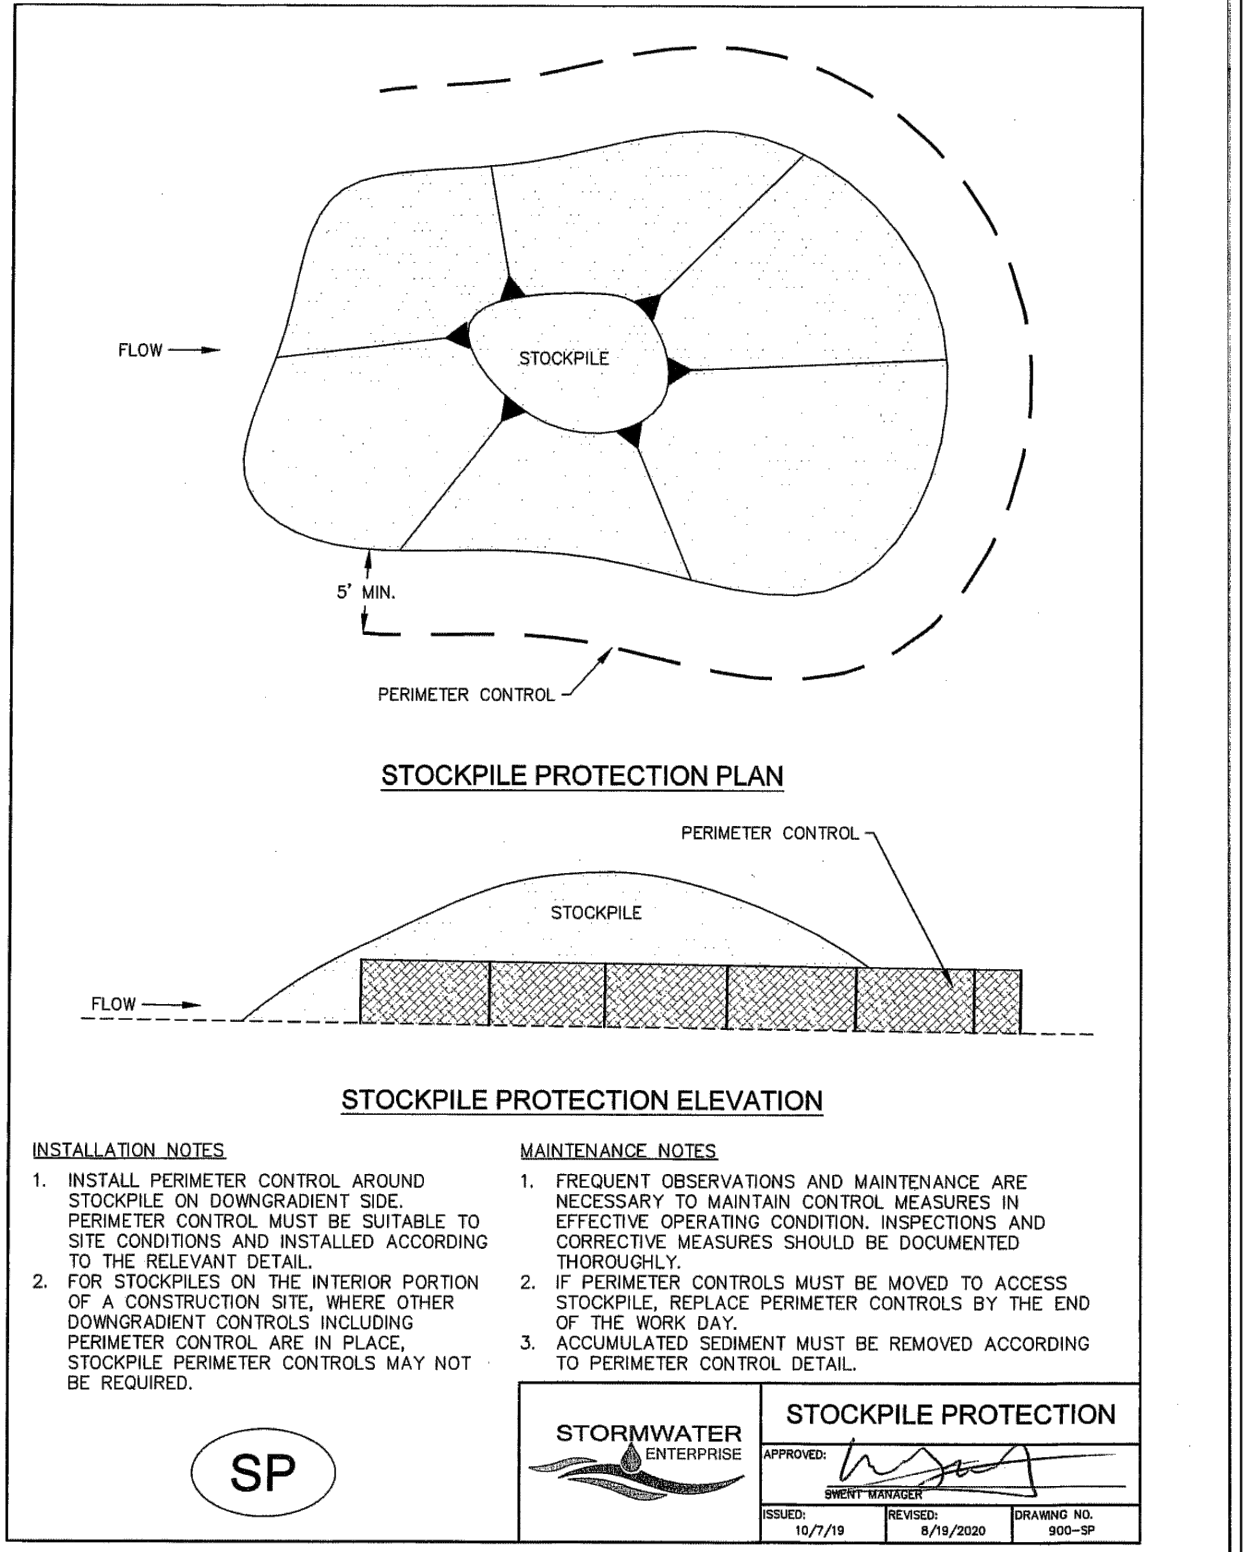 FLOW
STOCKPILE
5' MIN.
PERIMETER CONTROL
STOCKPILE PROTECTION PLAN
PERIMETER CONTROL
STOCKPILE
FLOW
STOCKPILE PROTECTION ELEVATION
INSTALLATION NOTES
1. INSTALL PERIMETER CONTROL AROUND
STOCKPILE ON DOWNGRADIENT SIDE.
PERIMETER CONTROL MUST BE SUITABLE TO
SITE CONDITIONS AND INSTALLED ACCORDING
TO THE RELEVANT DETAIL.
2. FOR STOCKPILES ON THE INTERIOR PORTION
OF A CONSTRUCTION SITE, WHERE OTHER
DOWNGRADIENT CONTROLS INCLUDING
PERIMETER CONTROL ARE IN PLACE,
STOCKPILE PERIMETER CONTROLS MAY NOT
BE REQUIRED.
MAINTENANCE NOTES
1. FREQUENT OBSERVATIONS AND MAINTENANCE ARE
NECESSARY TO MAINTAIN CONTROL MEASURES IN
EFFECTIVE OPERATING CONDITION. INSPECTIONS AND
CORRECTIVE MEASURES SHOULD BE DOCUMENTED
THOROUGHLY.
2. IF PERIMETER CONTROLS MUST BE MOVED TO ACCESS
STOCKPILE, REPLACE PERIMETER CONTROLS BY THE END
OF THE WORK DAY.
3. ACCUMULATED SEDIMENT MUST BE REMOVED ACCORDING
TO PERIMETER CONTROL DETAIL.
SP
STORMWATER
ENTERPRISE
STOCKPILE PROTECTION
APPROVED:
SWENT MANAGER
ISSUED:
10/7/19
REVISED:
8/19/2020
DRAWING NO.
900-SP